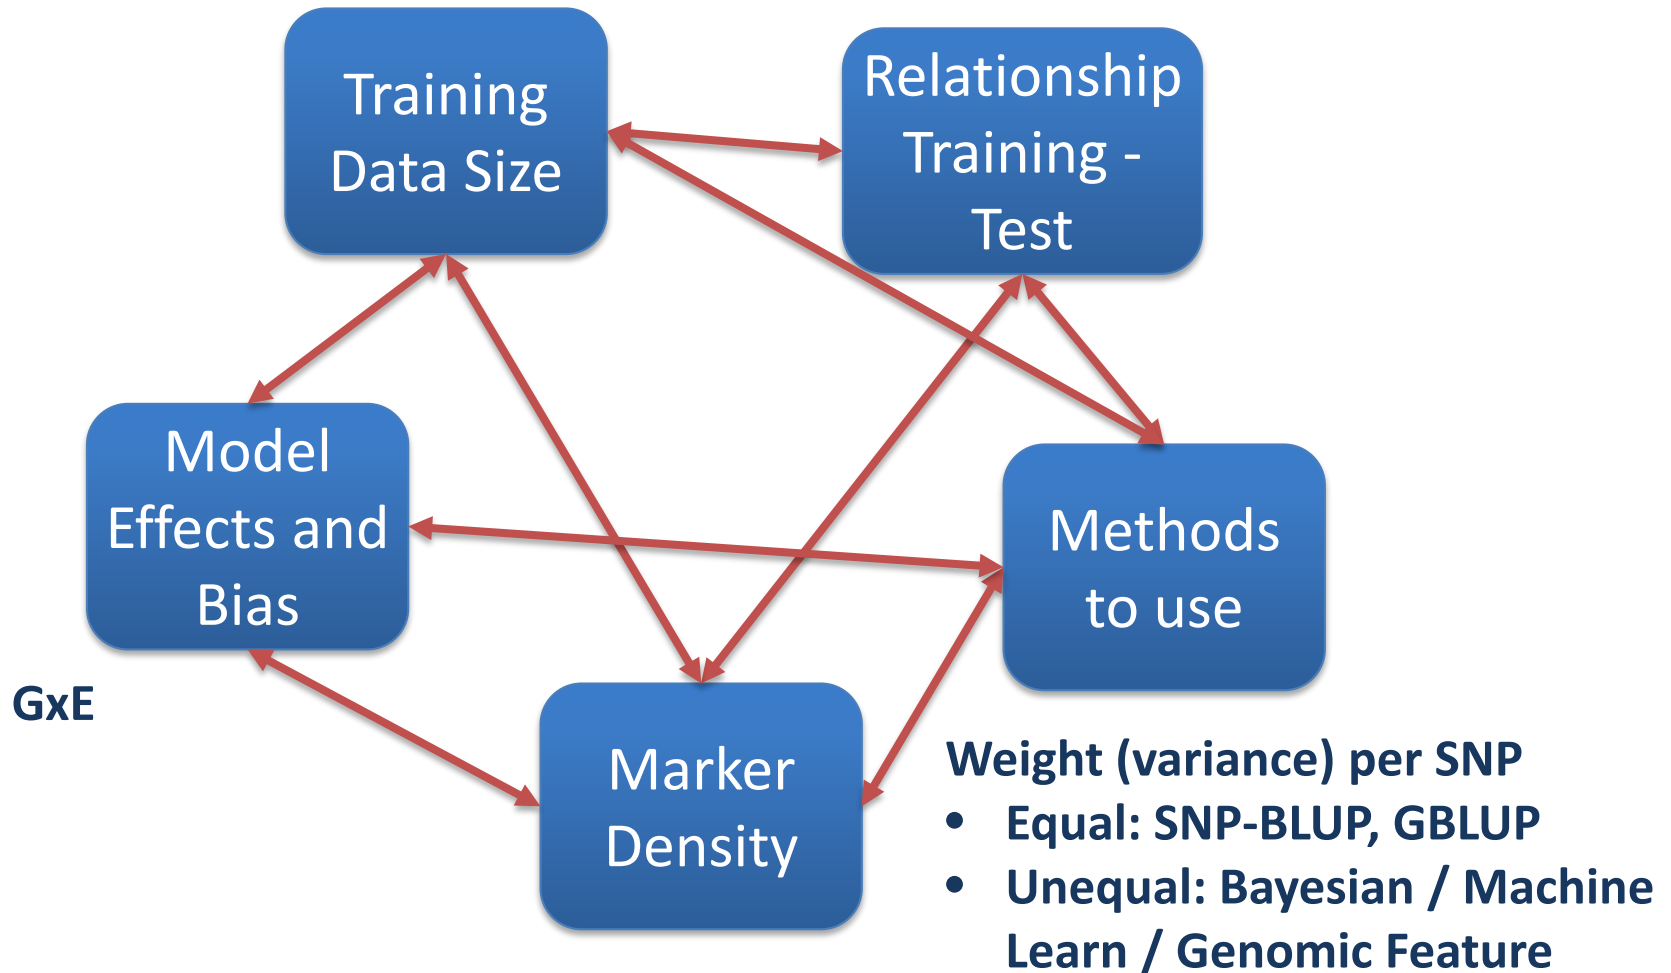 Training
Data Size
Relationship
Training -
Test
Model
Effects and
Bias
Methods
to use
GxE
Marker
Density
Weight (variance) per SNP
• Equal: SNP-BLUP, GBLUP
• Unequal: Bayesian / Machine
Learn / Genomic Feature